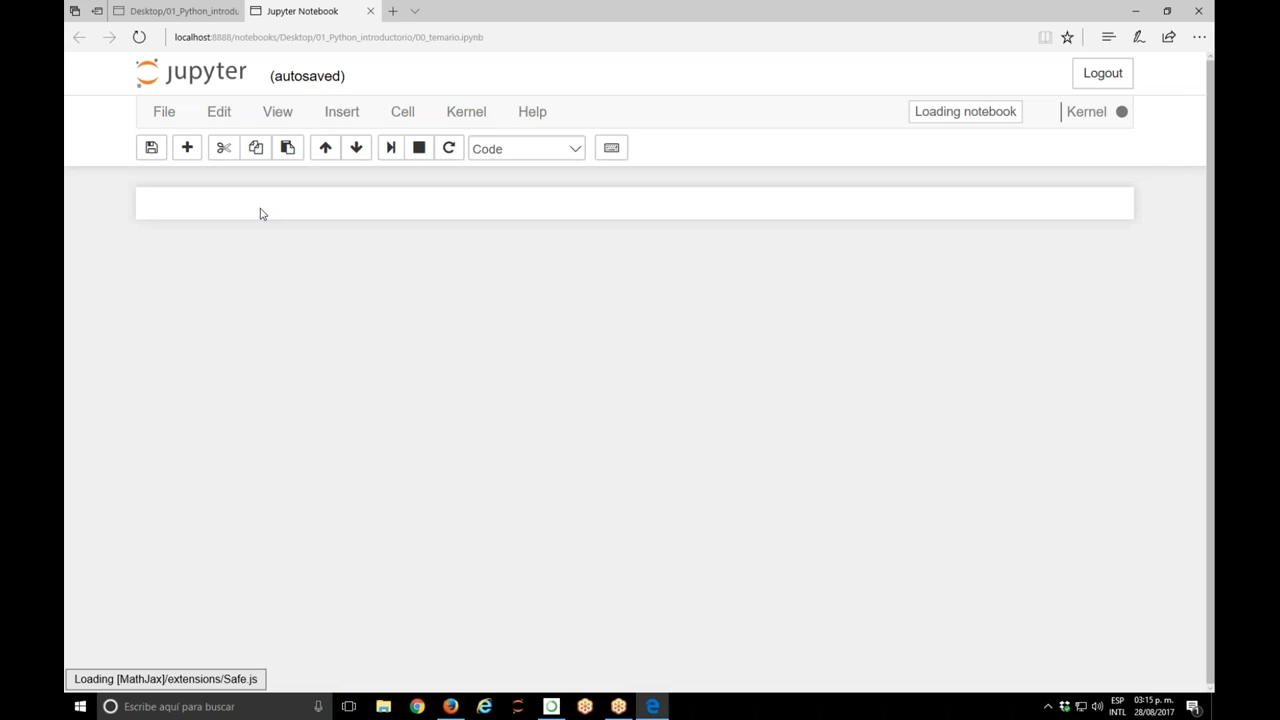 Desktop/01_Python_introdu
Jupyter Notebook
localhost:8888/notebooks/Desktop/01_Python_introductorio/00_temario.ipynb
jupyter (autosaved)
Logout
File Edit View Insert Cell Kernel Help
Loading notebook
Kernel
Code
Loading [MathJax]/extensions/Safe.js
Escribe aquí para buscar
ESP
INTL
03:15 p. m.
28/08/2017
1